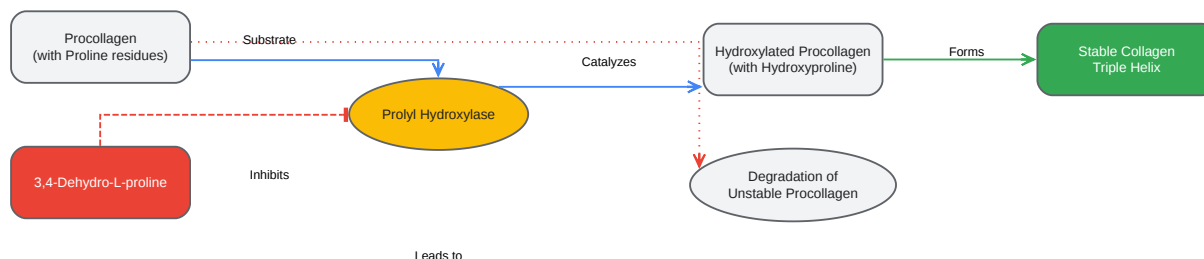 Procollagen
(with Proline residues)
Substrate
Catalyzes
Hydroxylated Procollagen
(with Hydroxyproline)
Forms
Stable Collagen
Triple Helix
Prolyl Hydroxylase
3,4-Dehydro-L-proline
Inhibits
Degradation of
Unstable Procollagen
Leads to